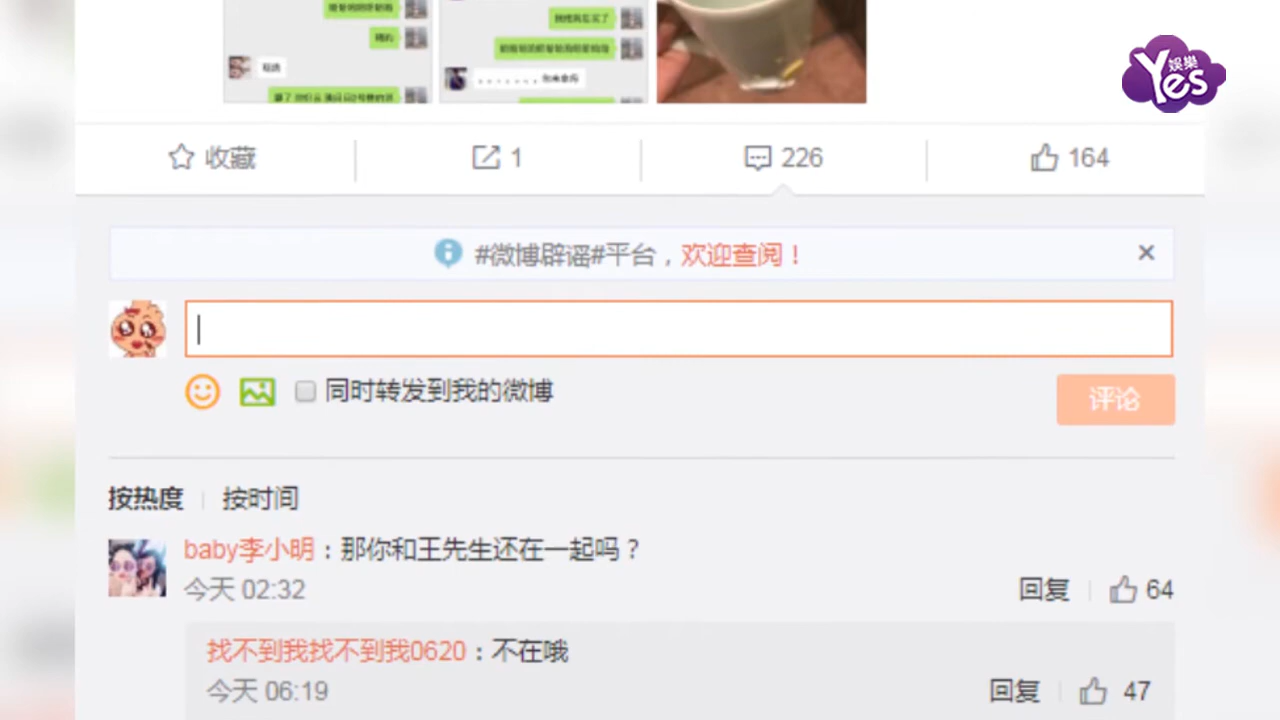 娱樂
Yes
收藏
1
226
164
#微博辟谣#平台，欢迎查阅！
同时转发到我的微博
评论
按热度
按时间
baby李小明：那你和王先生还在一起吗？
今天 02:32
回复
64
找不到我找不到我0620：不在哦
今天 06:19
回复
47